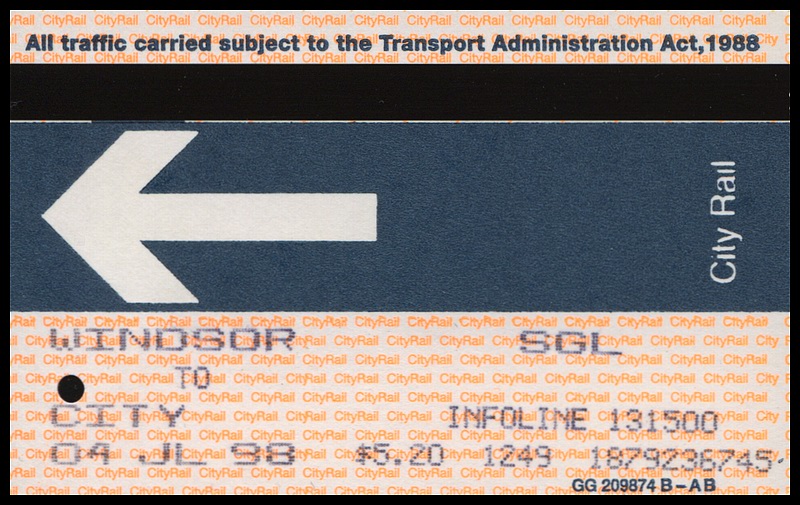 All traffic carried subject to the Transport Administration Act, 1988
City Rail
WINDSOR SGL
TO
CITY INFOLINE 131500
04 JL 98 $5.20 1249
GG 209874 B-AB